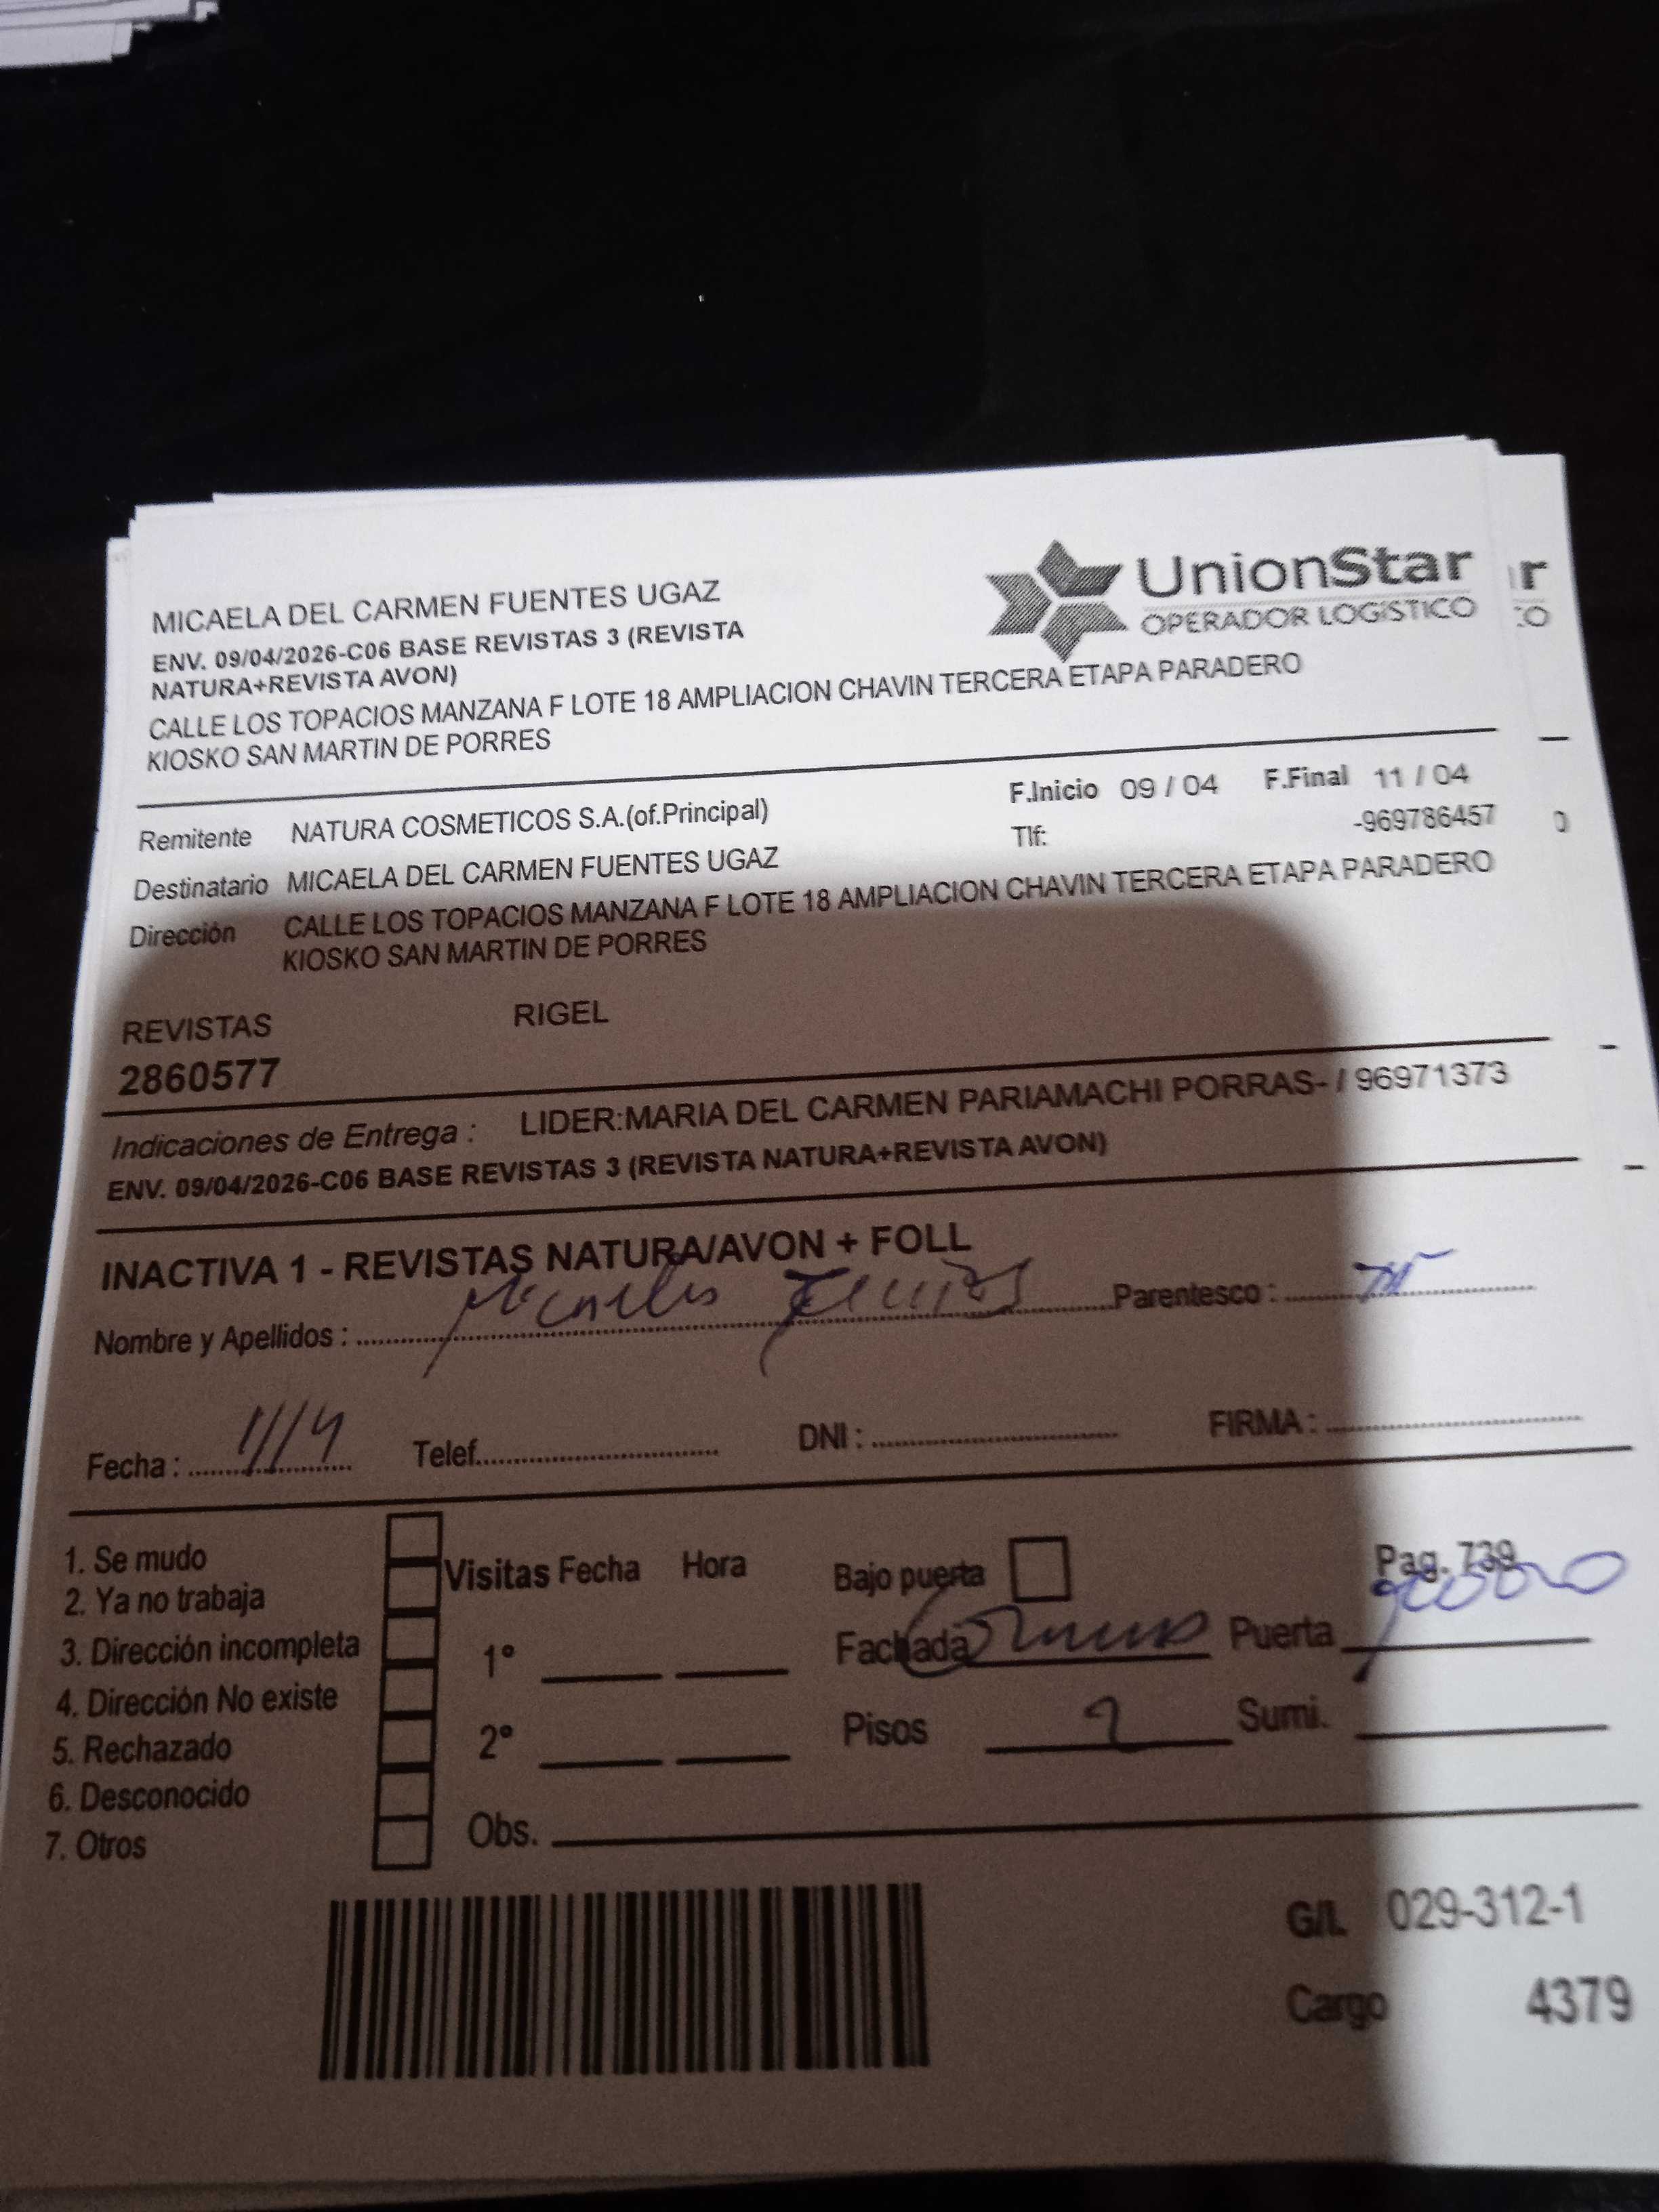 MICAELA DEL CARMEN FUENTES UGAZ
ENV. 09/04/2026-C06 BASE REVISTAS 3 (REVISTA
NATURA+REVISTA AVON)
CALLE LOS TOPACIOS MANZANA F LOTE 18 AMPLIACION CHAVIN TERCERA ETAPA PARADERO
KIOSKO SAN MARTIN DE PORRES
UnionStar
OPERADOR LOGISTICO
r
CO
Remitente NATURA COSMETICOS S.A.(of.Principal) F.Inicio 09 / 04 F.Final 11 / 04
Destinatario MICAELA DEL CARMEN FUENTES UGAZ Tlf: -969786457
Dirección CALLE LOS TOPACIOS MANZANA F LOTE 18 AMPLIACION CHAVIN TERCERA ETAPA PARADERO
KIOSKO SAN MARTIN DE PORRES
REVISTAS RIGEL
2860577
Indicaciones de Entrega : LIDER:MARIA DEL CARMEN PARIAMACHI PORRAS- / 96971373
ENV. 09/04/2026-C06 BASE REVISTAS 3 (REVISTA NATURA+REVISTA AVON)
INACTIVA 1 - REVISTAS NATURA/AVON + FOLL
Nombre y Apellidos : Micaela Fuentes Parentesco :
Fecha : 11/4 Telef. DNI : FIRMA :
1. Se mudo
2. Ya no trabaja
3. Dirección incompleta
4. Dirección No existe
5. Rechazado
6. Desconocido
7. Otros
Visitas Fecha Hora
1°
2°
Obs.
Bajo puerta Pag. 739
Fachada Puerta
Pisos 2 Sumi.
G/L 029-312-1
Cargo 4379